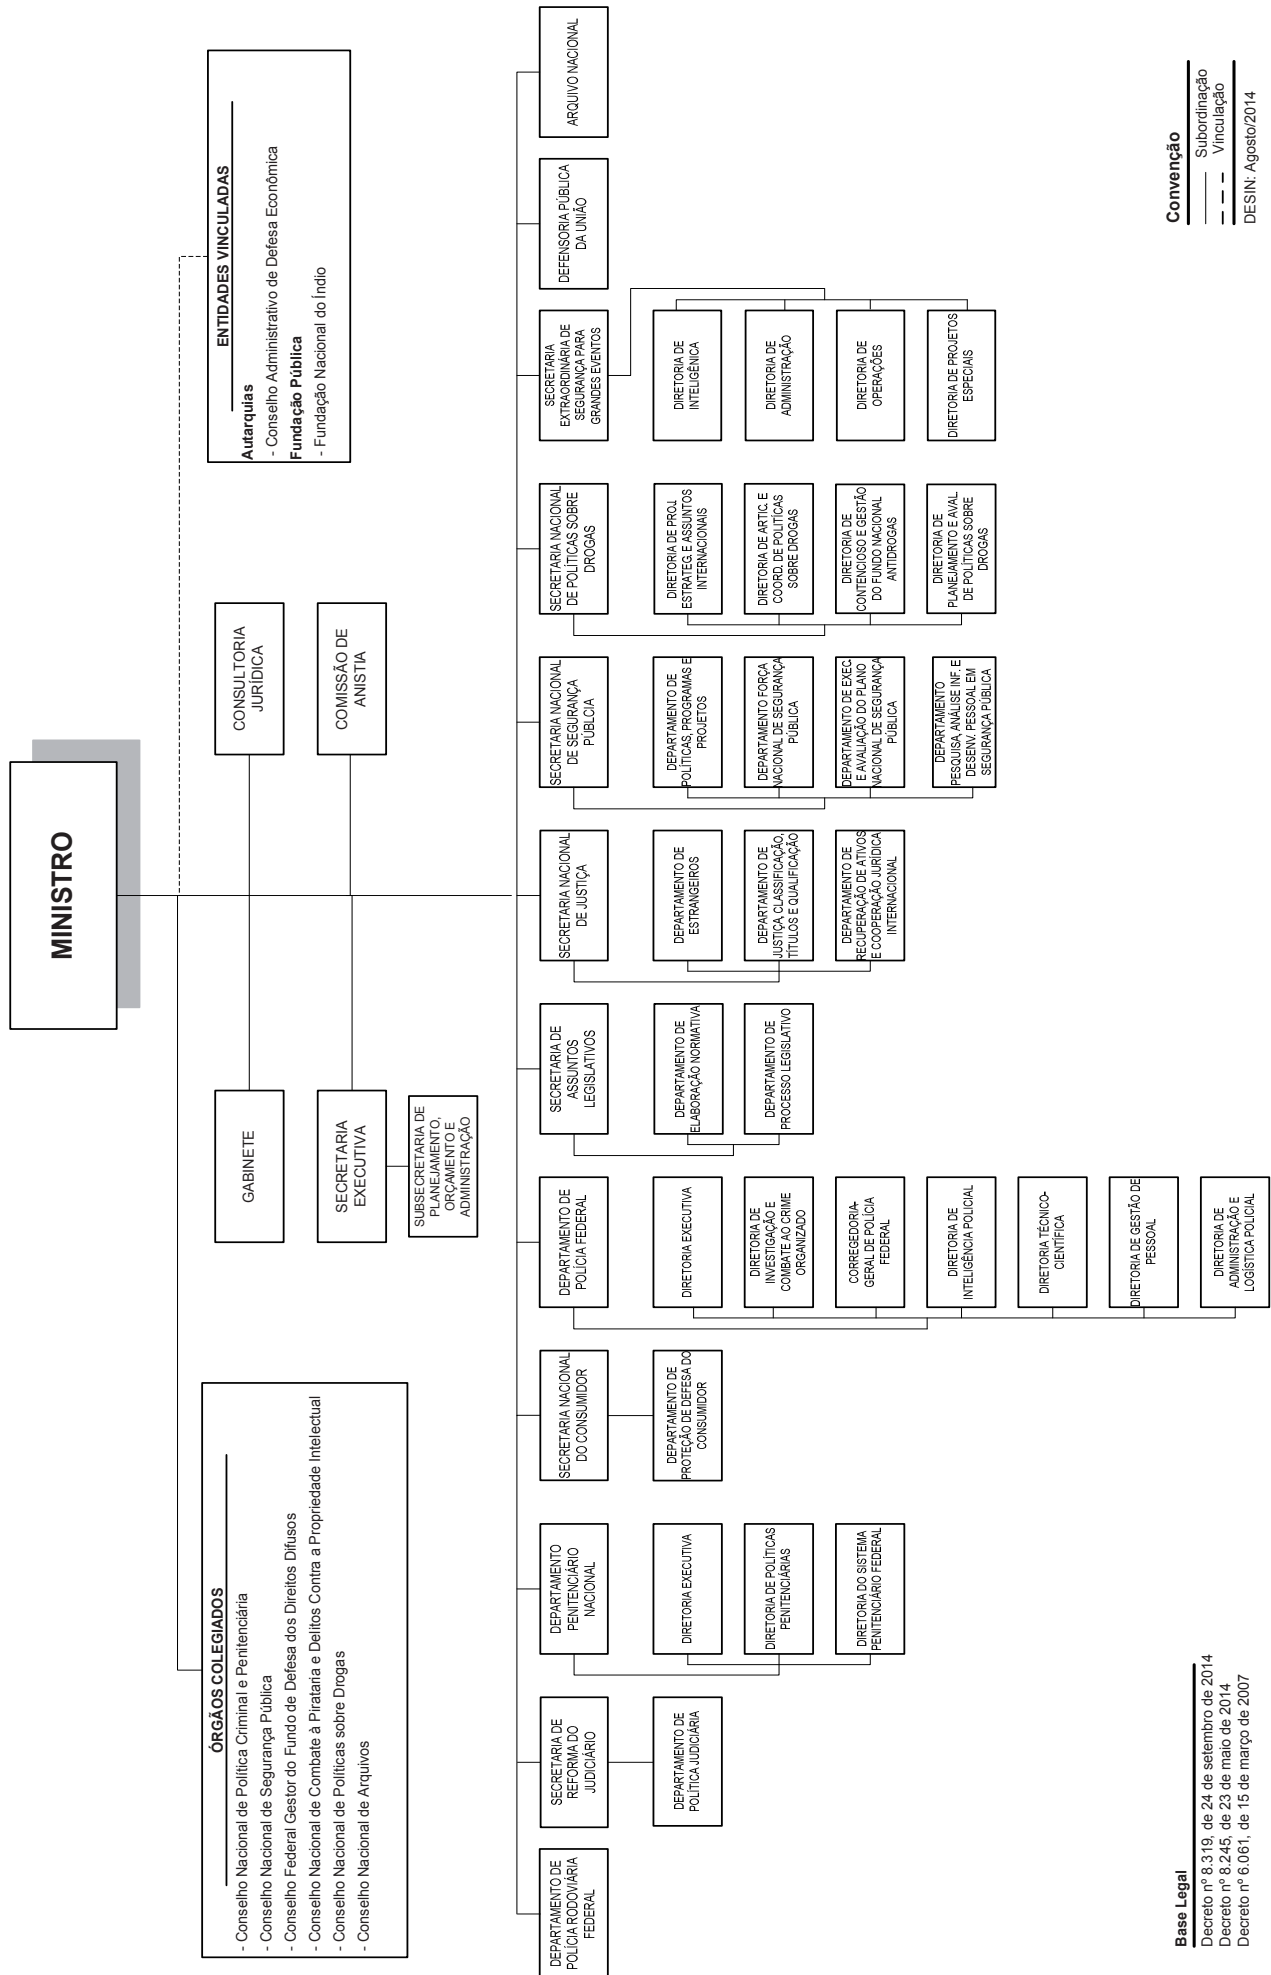 MINISTRO
ÓRGÃOS COLEGIADOS
- Conselho Nacional de Política Criminal e Penitenciária
- Conselho Nacional de Segurança Pública
- Conselho Federal Gestor do Fundo de Defesa dos Direitos Difusos
- Conselho Nacional de Combate à Pirataria e Delitos Contra a Propriedade Intelectual
- Conselho Nacional de Políticas sobre Drogas
- Conselho Nacional de Arquivos
GABINETE
CONSULTORIA
JURÍDICA
ENTIDADES VINCULADAS
Autarquias
- Conselho Administrativo de Defesa Econômica
Fundação Pública
- Fundação Nacional do Índio
SECRETARIA
EXECUTIVA
COMISSÃO DE
ANISTIA
SUBSECRETARIA DE
PLANEJAMENTO,
ORÇAMENTO E
ADMINISTRAÇÃO
DEPARTAMENTO DE
POLÍCIA RODOVIÁRIA
FEDERAL
SECRETARIA DE
REFORMA DO
JUDICIÁRIO
DEPARTAMENTO DE
POLÍTICA JUDICIÁRIA
DEPARTAMENTO
PENITENCIÁRIO
NACIONAL
DIRETORIA EXECUTIVA
DIRETORIA DE POLÍTICAS
PENITENCIÁRIAS
DIRETORIA DO SISTEMA
PENITENCIÁRIO FEDERAL
SECRETARIA NACIONAL
DO CONSUMIDOR
DEPARTAMENTO DE
PROTEÇÃO DE DEFESA DO
CONSUMIDOR
DEPARTAMENTO DE
POLÍCIA FEDERAL
DIRETORIA EXECUTIVA
DIRETORIA DE
INVESTIGAÇÃO E
COMBATE AO CRIME
ORGANIZADO
CORREGEDORIA-
GERAL DE POLÍCIA
FEDERAL
DIRETORIA DE
INTELIGÊNCIA POLICIAL
DIRETORIA TÉCNICO-
CIENTÍFICA
DIRETORIA DE GESTÃO DE
PESSOAL
DIRETORIA DE
ADMINISTRAÇÃO E
LOGÍSTICA POLICIAL
SECRETARIA DE
ASSUNTOS
LEGISLATIVOS
DEPARTAMENTO DE
ELABORAÇÃO NORMATIVA
DEPARTAMENTO DE
PROCESSO LEGISLATIVO
SECRETARIA NACIONAL
DE JUSTIÇA
DEPARTAMENTO DE
ESTRANGEIROS
DEPARTAMENTO DE
JUSTIÇA, CLASSIFICAÇÃO,
TÍTULOS E QUALIFICAÇÃO
DEPARTAMENTO DE
RECUPERAÇÃO DE ATIVOS
E COOPERAÇÃO JURÍDICA
INTERNACIONAL
SECRETARIA NACIONAL
DE SEGURANÇA
PÚBLCIA
DEPARTAMENTO DE
POLÍTICAS, PROGRAMAS E
PROJETOS
DEPARTAMENTO FORÇA
NACIONAL DE SEGURANÇA
PÚBLICA
DEPARTAMENTO DE EXEC.
E AVALIAÇÃO DO PLANO
NACIONAL DE SEGURANÇA
PÚBLICA
DEPARTAMENTO
PESQUISA, ANÁLISE INF. E
DESENV. PESSOAL EM
SEGURANÇA PÚBLICA
SECRETARIA NACIONAL
DE POLÍTICAS SOBRE
DROGAS
DIRETORIA DE PROJ.
ESTRATEG. E ASSUNTOS
INTERNACIONAIS
DIRETORIA DE ARTIC. E
COORD. DE POLITÍCAS
SOBRE DROGAS
DIRETORIA DE
CONTENCIOSO E GESTÃO
DO FUNDO NACIONAL
ANTIDROGAS
DIRETORIA DE
PLANEJAMENTO E AVAL.
DE POLÍTICAS SOBRE
DROGAS
SECRETARIA
EXTRAORDINÁRIA DE
SEGURANÇA PARA
GRANDES EVENTOS
DIRETORIA DE
INTELIGÊNICA
DIRETORIA DE
ADMINISTRAÇÃO
DIRETORIA DE
OPERAÇÕES
DIRETORIA DE PROJETOS
ESPECIAIS
DEFENSORIA PÚBLICA
DA UNIÃO
ARQUIVO NACIONAL
Base Legal
Decreto nº 8.319, de 24 de setembro de 2014
Decreto nº 8.245, de 23 de maio de 2014
Decreto nº 6.061, de 15 de março de 2007
Convenção
Subordinação
Vinculação
DESIN: Agosto/2014